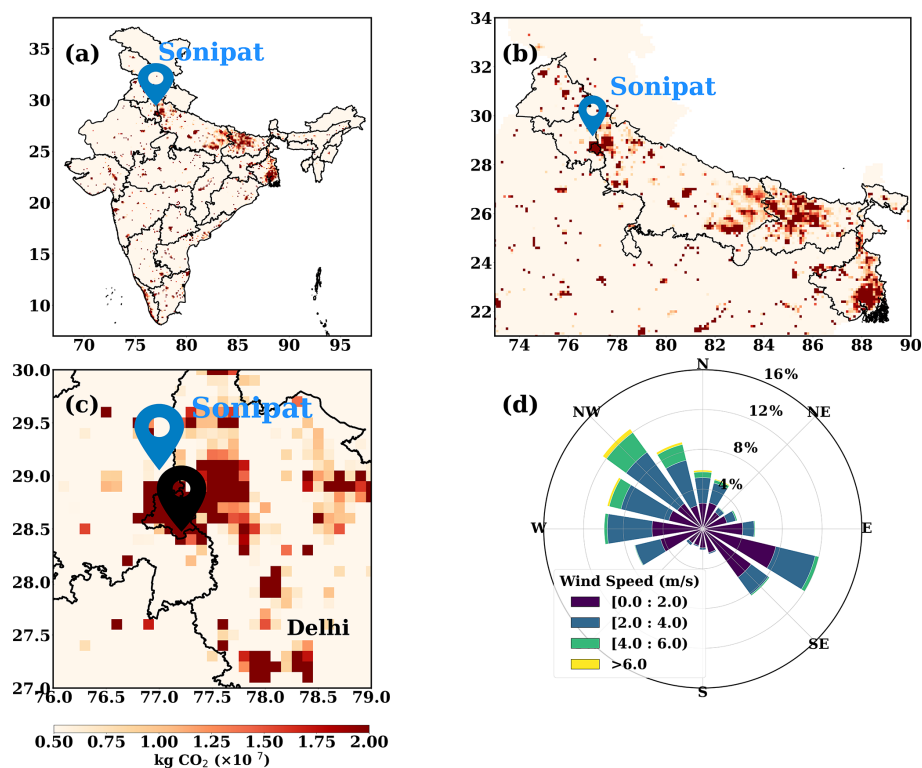 (a)
Sonipat
35
30
25
20
15
10
70
75
80
85
90
95
(b)
Sonipat
34
32
30
28
26
24
22
74
76
78
80
82
84
86
88
90
(c)
Sonipat
Delhi
30.0
29.5
29.0
28.5
28.0
27.5
27.0
76.0
76.5
77.0
77.5
78.0
78.5
79.0
0.50
0.75
1.00
1.25
1.50
1.75
2.00
kg CO₂ (×10 ⁷)
(d)
N
NE
E
SE
S
W
NW
4%
8%
12%
16%
Wind Speed (m/s)
[0.0 : 2.0)
[2.0 : 4.0)
[4.0 : 6.0)
>6.0